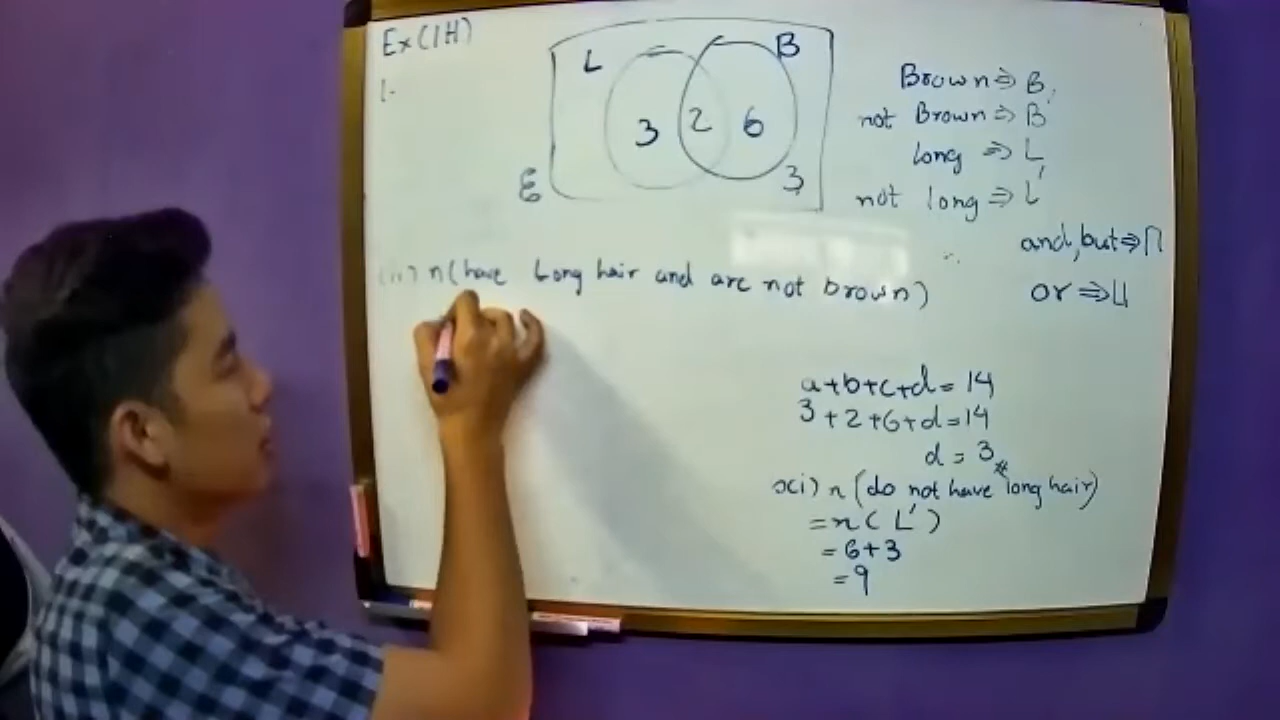 Ex(1H)
1.
L
B
3
2
6
3
ℰ
Brown ⇒ B
not Brown ⇒ B'
long ⇒ L
not long ⇒ L'
and, but ⇒ ∩
or ⇒ ∪
n(have Long hair and are not brown)
a+b+c+d=14
3+2+6+d=14
d=3
n(do not have long hair)
=n(L')
=6+3
=9